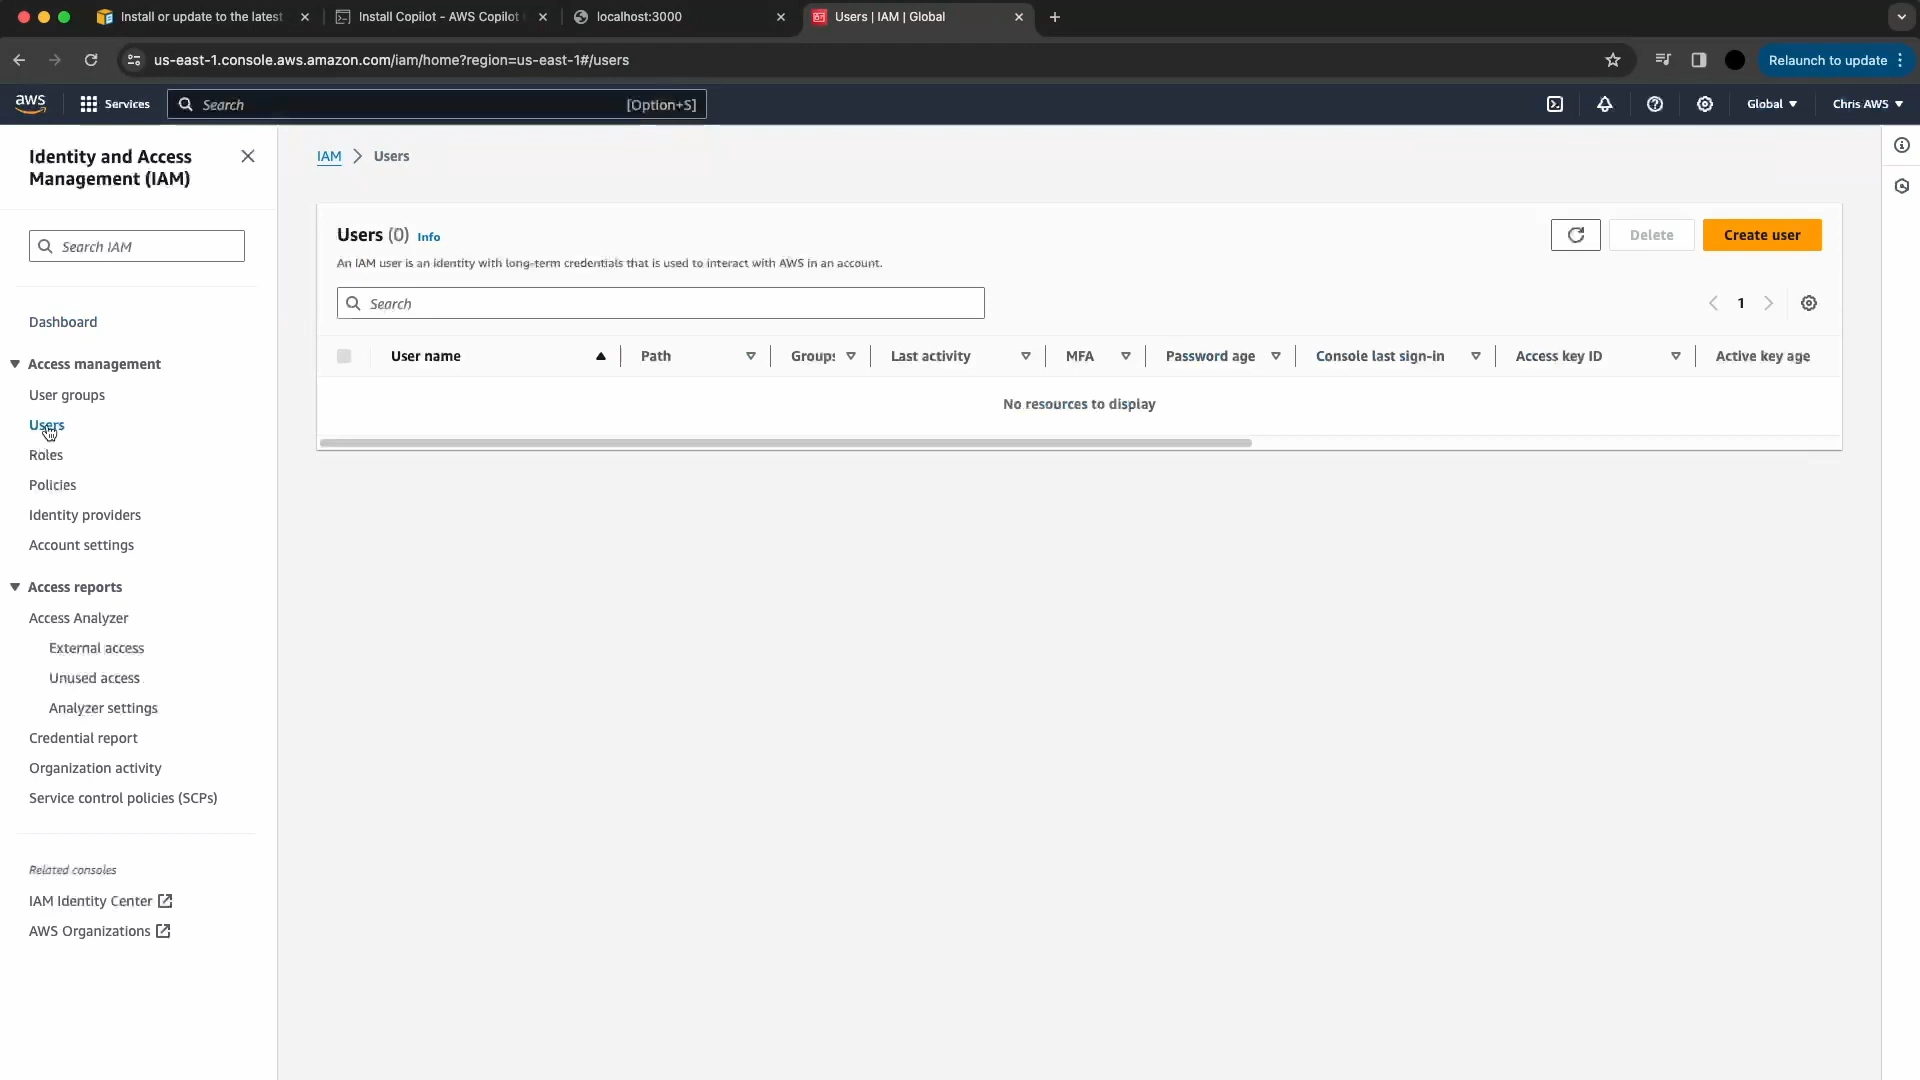 Install or update to the latest
Install Copilot - AWS Copilot
localhost:3000
Users | IAM | Global
us-east-1.console.aws.amazon.com/iam/home?region=us-east-1#/users
Relaunch to update
aws
Services
Search
[Option+S]
Global
Chris AWS
Identity and Access
Management (IAM)
Search IAM
Dashboard
Access management
User groups
Users
Roles
Policies
Identity providers
Account settings
Access reports
Access Analyzer
External access
Unused access
Analyzer settings
Credential report
Organization activity
Service control policies (SCPs)
Related consoles
IAM Identity Center
AWS Organizations
IAM > Users
Users (0) Info
An IAM user is an identity with long-term credentials that is used to interact with AWS in an account.
Delete
Create user
Search
1
User name
Path
Groups
Last activity
MFA
Password age
Console last sign-in
Access key ID
Active key age
No resources to display